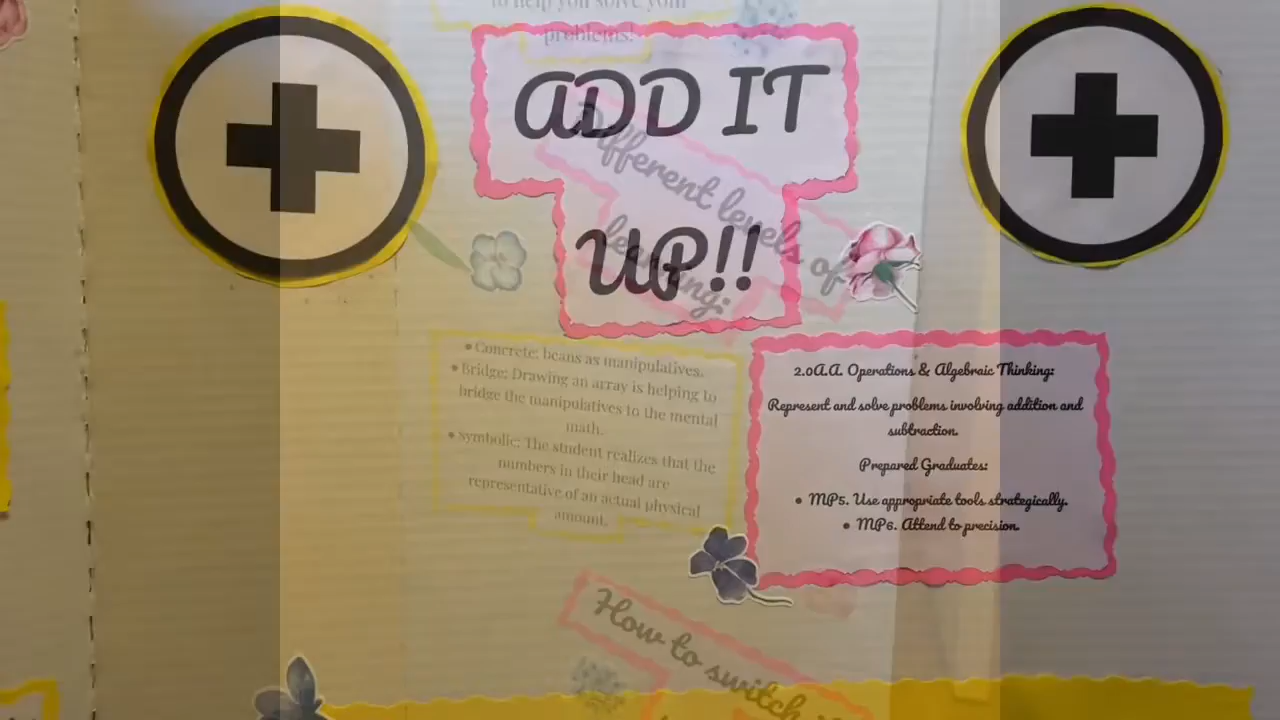 to help you solve your
problems!
ADD IT
UP!!
Different levels of
learning:
• Concrete: beans as manipulatives.
• Bridge: Drawing an array is helping to
bridge the manipulatives to the mental
math.
• Symbolic: The student realizes that the
numbers in their head are
representative of an actual physical
amount.
2.0A.A. Operations & Algebraic Thinking:
Represent and solve problems involving addition and
subtraction.
Prepared Graduates:
• MP5. Use appropriate tools strategically.
• MP6. Attend to precision.
How to switch